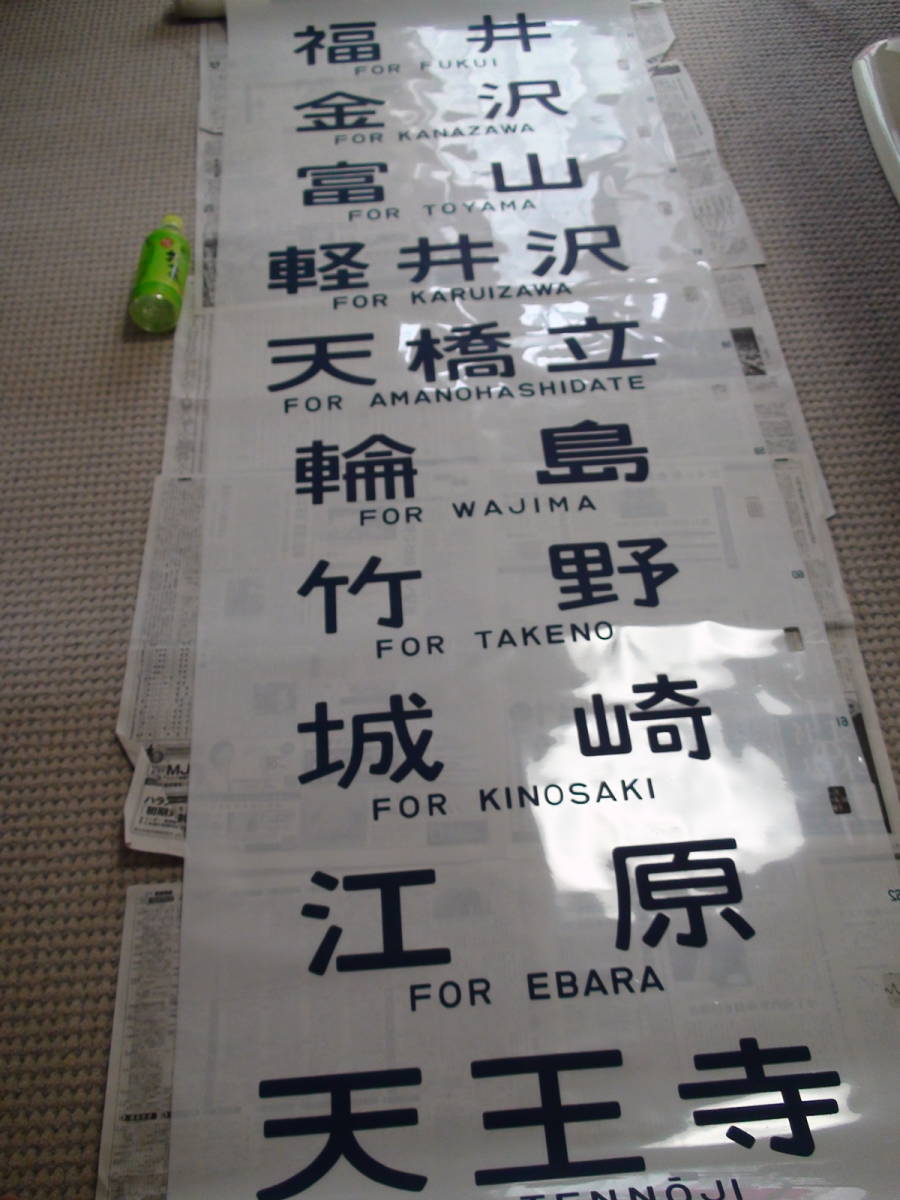 福井
FOR FUKUI
金沢
FOR KANAZAWA
富山
FOR TOYAMA
軽井沢
FOR KARUIZAWA
天橋立
FOR AMANOHASHIDATE
輪島
FOR WAJIMA
竹野
FOR TAKENO
城崎
FOR KINOSAKI
江原
FOR EBARA
天王寺
TENNŌJI